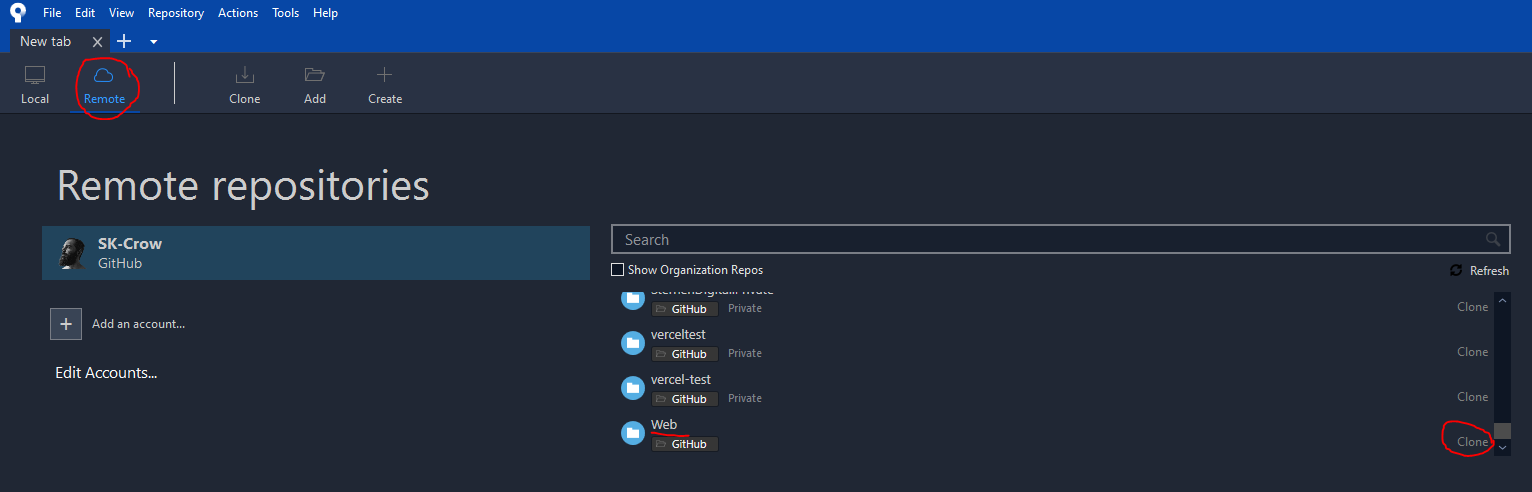 File Edit View Repository Actions Tools Help
New tab
Local Remote Clone Add Create
Remote repositories
SK-Crow
GitHub
Add an account...
Edit Accounts...
Search
Show Organization Repos Refresh
GitHub Private Clone
verceltest
GitHub Private Clone
vercel-test
GitHub Private Clone
Web
GitHub Clone